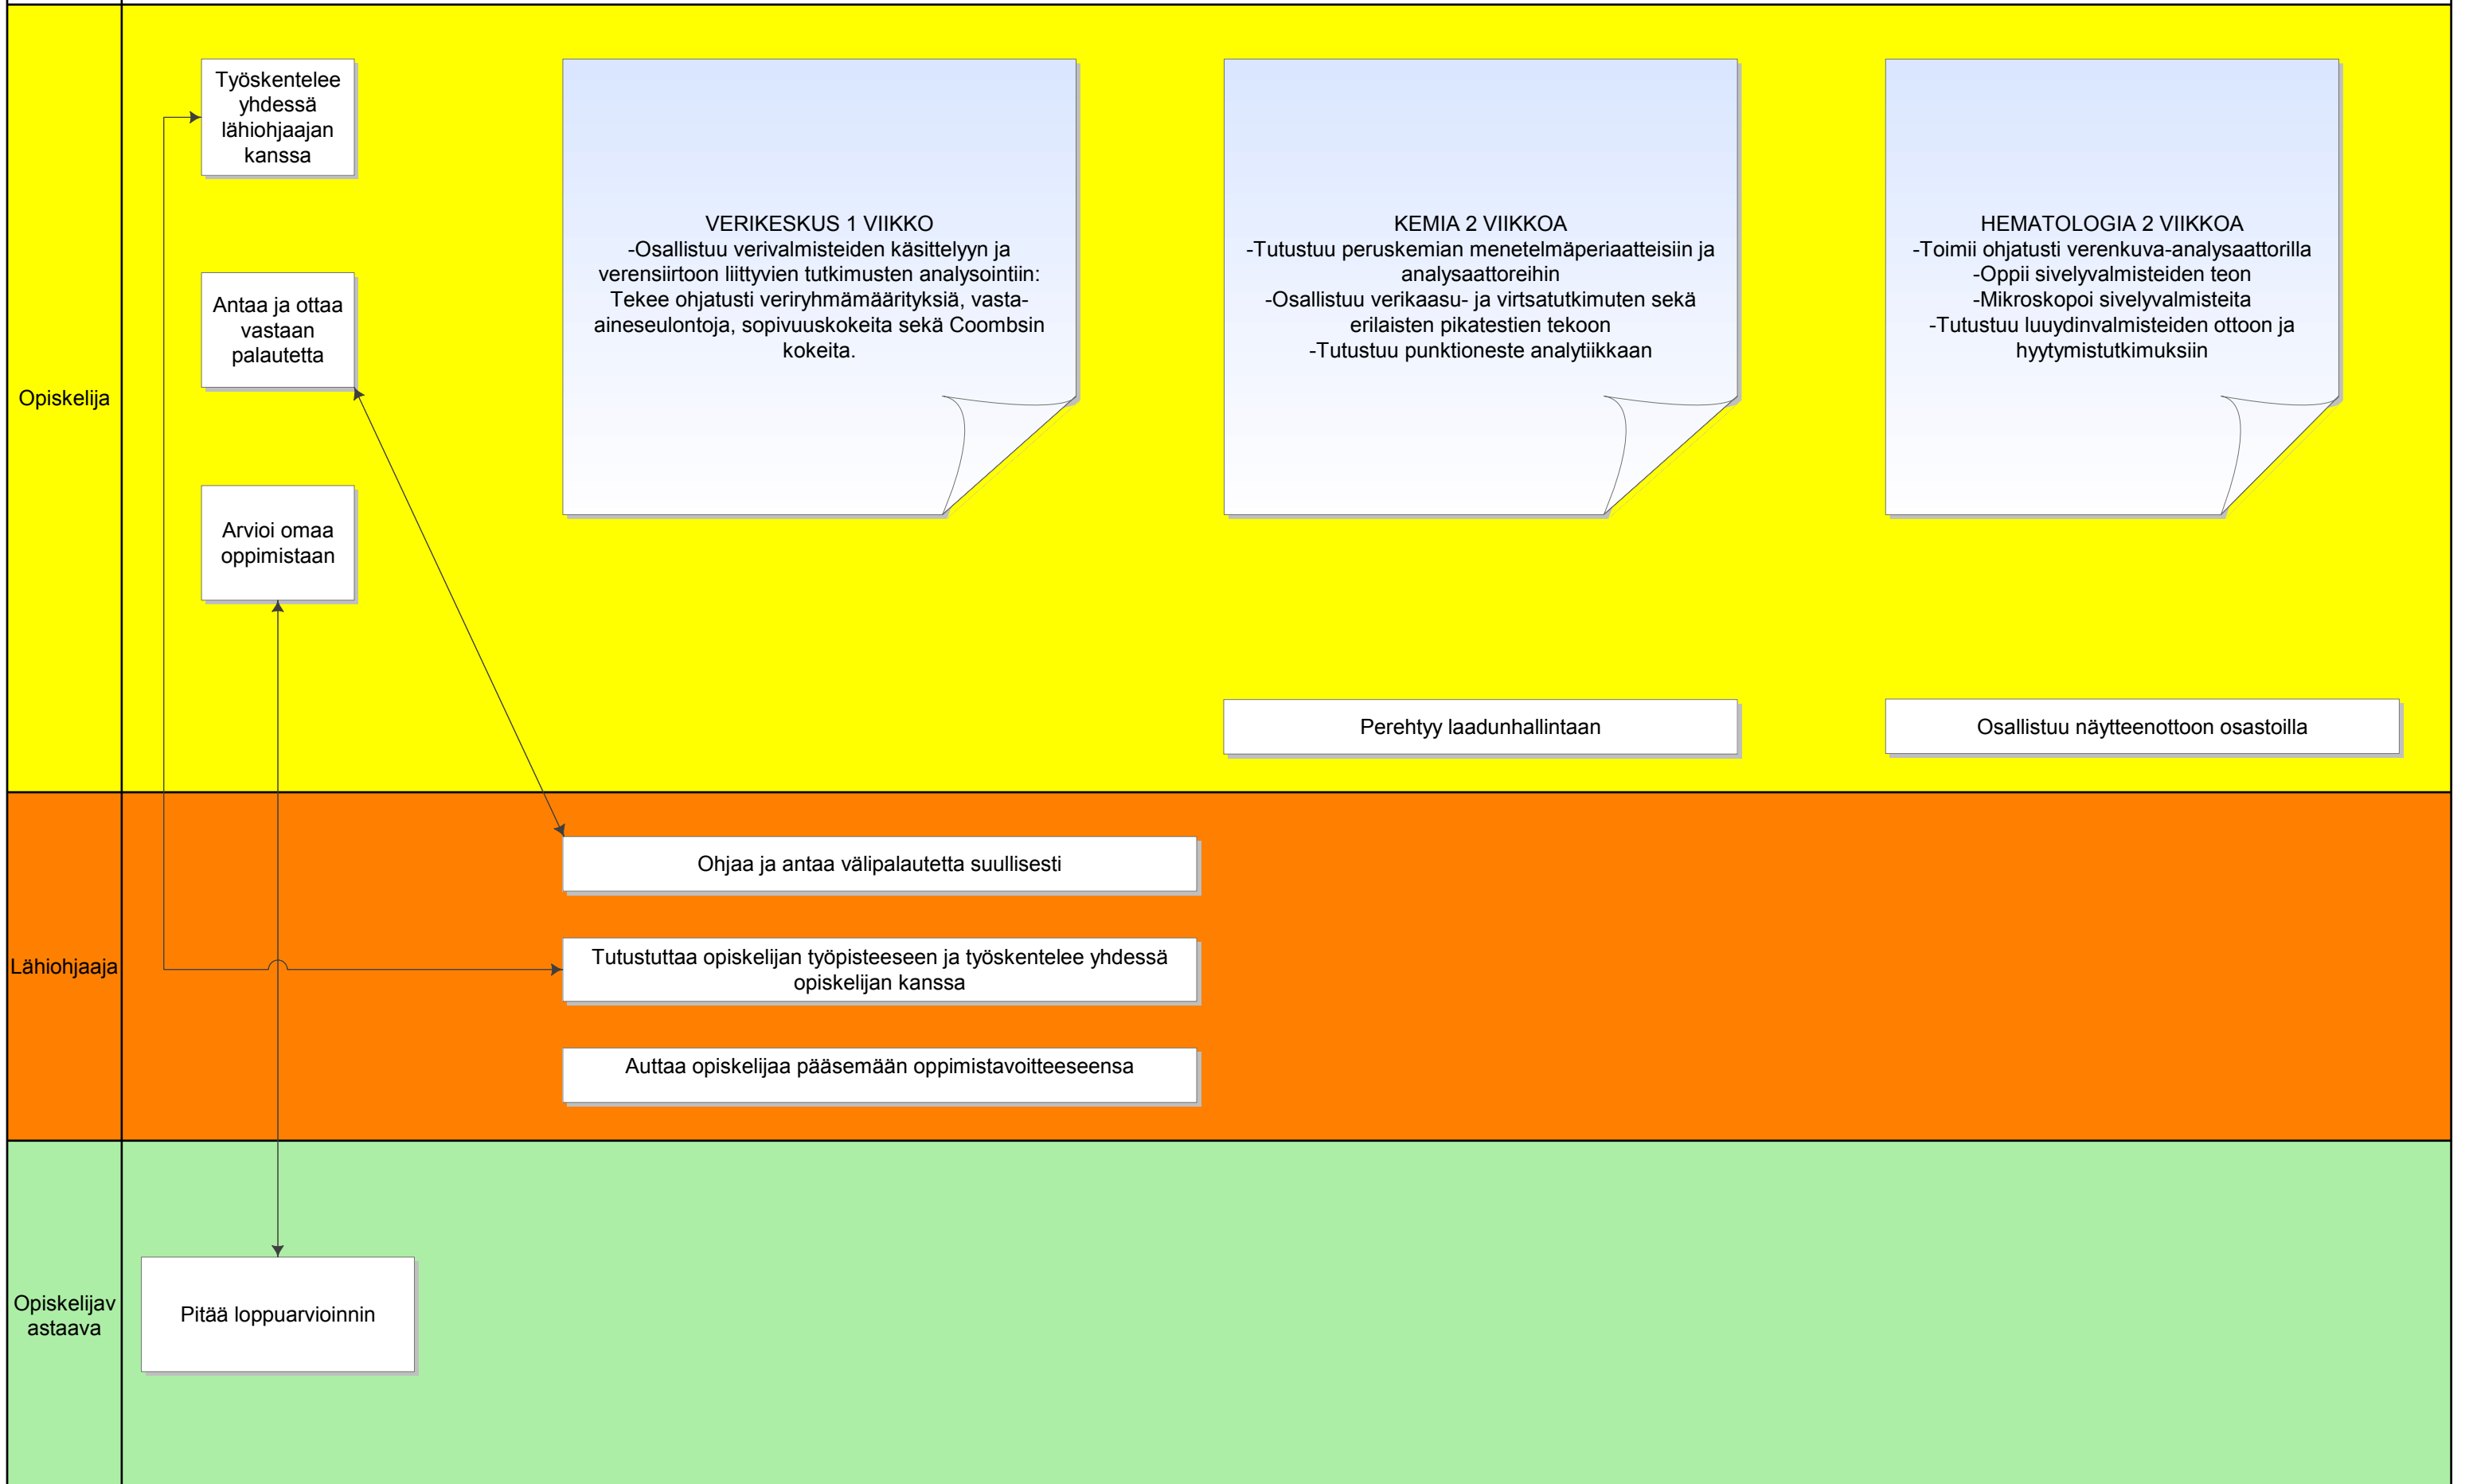 Opiskelija
Työskentelee
yhdessä
lähiohjaajan
kanssa
Antaa ja ottaa
vastaan
palautetta
Arvioi omaa
oppimistaan
VERIKESKUS 1 VIIKKO
-Osallistuu verivalmisteiden käsittelyyn ja
verensiirtoon liittyvien tutkimusten analysointiin:
Tekee ohjatusti veriryhmämäärityksiä, vasta-
aineseulontoja, sopivuuskokeita sekä Coombsin
kokeita.
KEMIA 2 VIIKKOA
-Tutustuu peruskemian menetelmäperiaatteisiin ja
analysaattoreihin
-Osallistuu verikaasu- ja virtsatutkimuten sekä
erilaisten pikatestien tekoon
-Tutustuu punktioneste analytiikkaan
HEMATOLOGIA 2 VIIKKOA
-Toimii ohjatusti verenkuva-analysaattorilla
-Oppii sivelyvalmisteiden teon
-Mikroskopoi sivelyvalmisteita
-Tutustuu luuydinvalmisteiden ottoon ja
hyytymistutkimuksiin
Perehtyy laadunhallintaan
Osallistuu näytteenottoon osastoilla
Lähiohjaaja
Ohjaa ja antaa välipalautetta suullisesti
Tutustuttaa opiskelijan työpisteeseen ja työskentelee yhdessä
opiskelijan kanssa
Auttaa opiskelijaa pääsemään oppimistavoitteeseensa
Opiskelijav
astaava
Pitää loppuarvioinnin